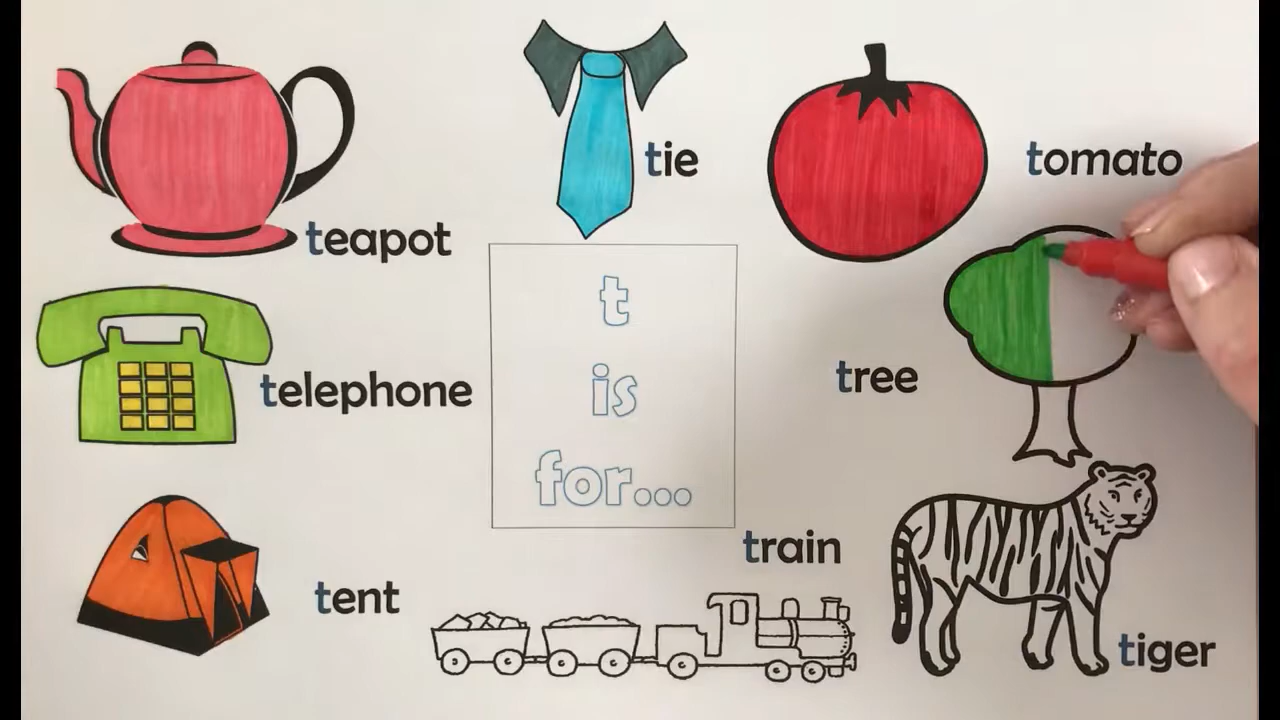 tie
tomato
teapot
t
is
for...
telephone
tree
train
tent
tiger